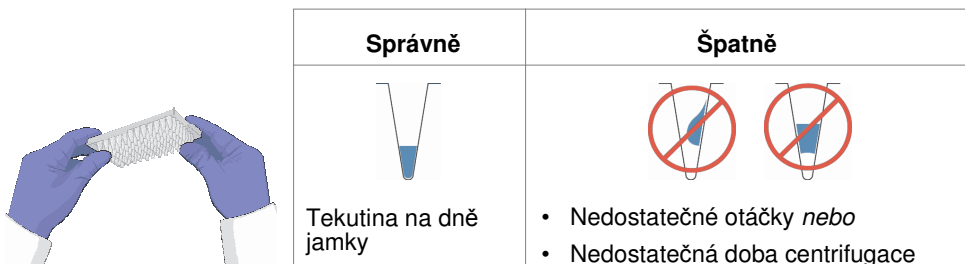 Správně
Špatně
Tekutina na dně
jamky
• Nedostatečné otáčky nebo
• Nedostatečná doba centrifugace